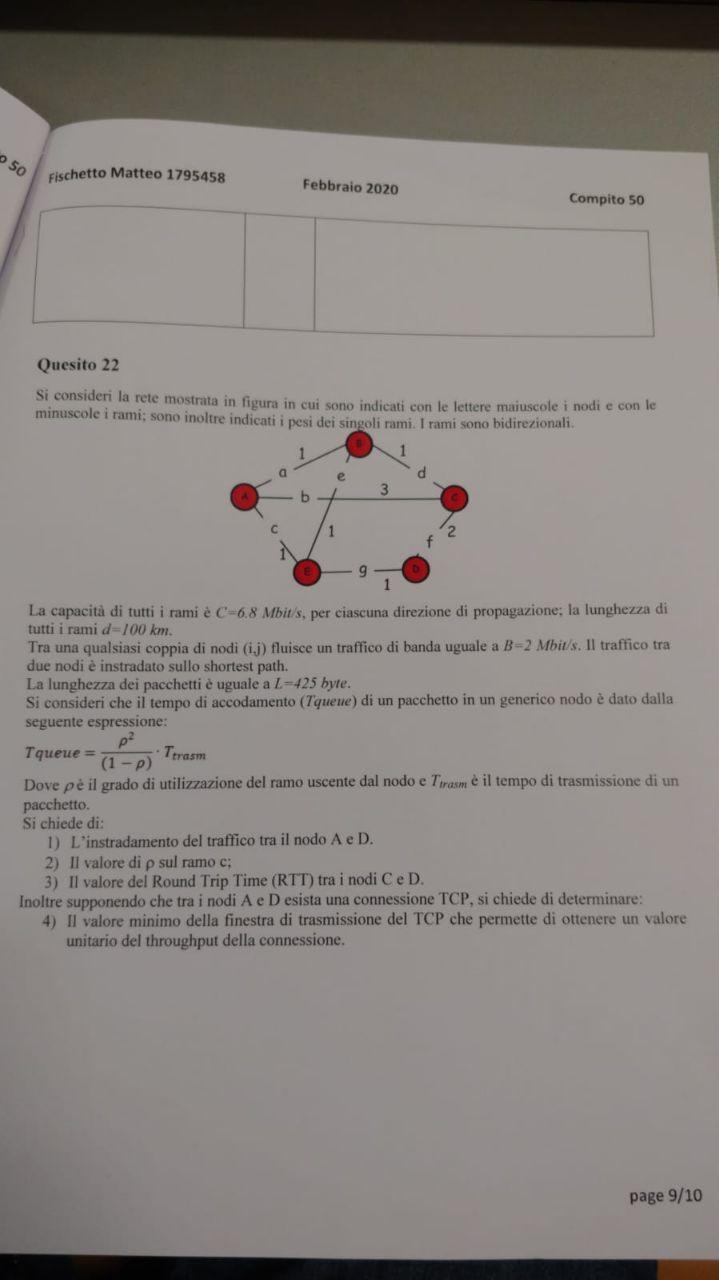 o 50
Fischetto Matteo 1795458
Febbraio 2020
Compito 50
Quesito 22
Si consideri la rete mostrata in figura in cui sono indicati con le lettere maiuscole i nodi e con le
minuscole i rami; sono inoltre indicati i pesi dei singoli rami. I rami sono bidirezionali.
B
1
1
a
e
d
A
b
3
C
c
1
2
1
f
E
g
D
1
La capacità di tutti i rami è C=6.8 Mbit/s, per ciascuna direzione di propagazione; la lunghezza di
tutti i rami d=100 km.
Tra una qualsiasi coppia di nodi (i,j) fluisce un traffico di banda uguale a B=2 Mbit/s. Il traffico tra
due nodi è instradato sullo shortest path.
La lunghezza dei pacchetti è uguale a L=425 byte.
Si consideri che il tempo di accodamento (Tqueue) di un pacchetto in un generico nodo è dato dalla
seguente espressione:
Tqueue = ρ² / (1 − ρ) · Ttrasm
Dove ρ è il grado di utilizzazione del ramo uscente dal nodo e Ttrasm è il tempo di trasmissione di un
pacchetto.
Si chiede di:
1) L'instradamento del traffico tra il nodo A e D.
2) Il valore di ρ sul ramo c;
3) Il valore del Round Trip Time (RTT) tra i nodi C e D.
Inoltre supponendo che tra i nodi A e D esista una connessione TCP, si chiede di determinare:
4) Il valore minimo della finestra di trasmissione del TCP che permette di ottenere un valore
unitario del throughput della connessione.
page 9/10